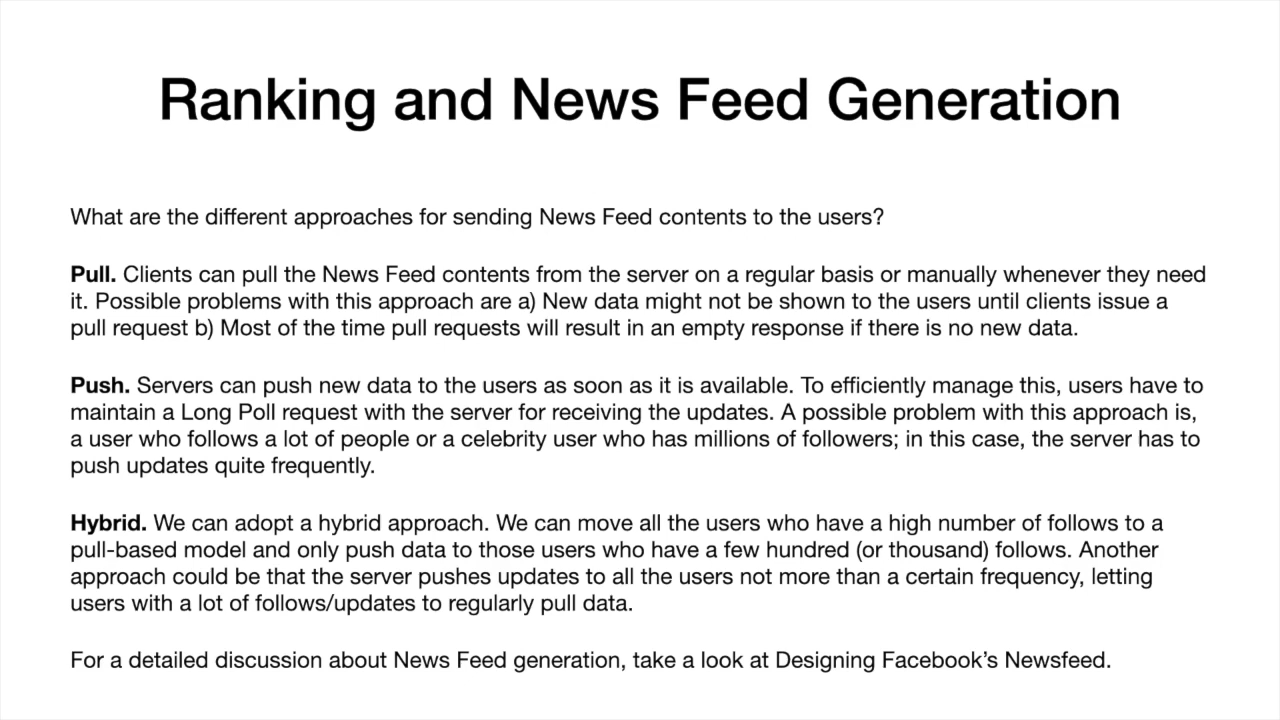 Ranking and News Feed Generation
What are the different approaches for sending News Feed contents to the users?
Pull. Clients can pull the News Feed contents from the server on a regular basis or manually whenever they need
it. Possible problems with this approach are a) New data might not be shown to the users until clients issue a
pull request b) Most of the time pull requests will result in an empty response if there is no new data.
Push. Servers can push new data to the users as soon as it is available. To efficiently manage this, users have to
maintain a Long Poll request with the server for receiving the updates. A possible problem with this approach is,
a user who follows a lot of people or a celebrity user who has millions of followers; in this case, the server has to
push updates quite frequently.
Hybrid. We can adopt a hybrid approach. We can move all the users who have a high number of follows to a
pull-based model and only push data to those users who have a few hundred (or thousand) follows. Another
approach could be that the server pushes updates to all the users not more than a certain frequency, letting
users with a lot of follows/updates to regularly pull data.
For a detailed discussion about News Feed generation, take a look at Designing Facebook’s Newsfeed.